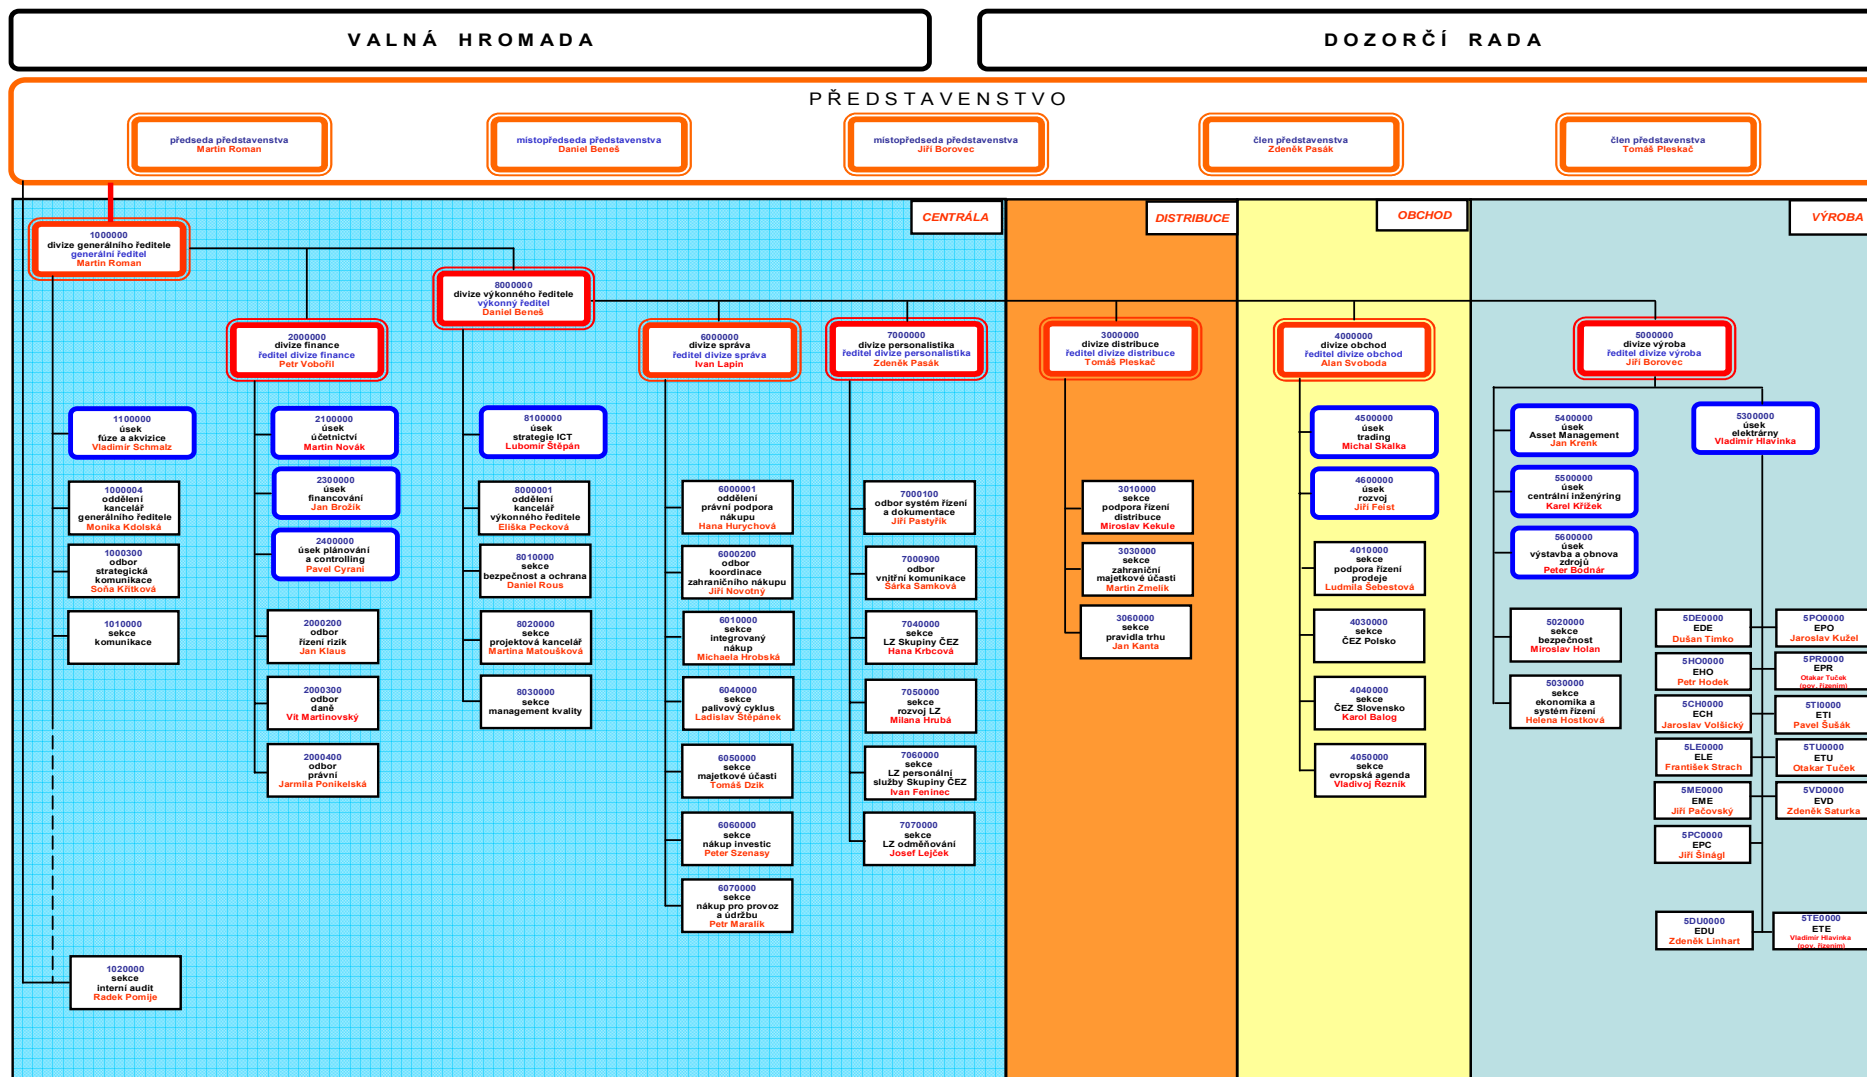 VALNÁ HROMADA
DOZORČÍ RADA
PŘEDSTAVENSTVO
předseda představenstva
Martin Roman
místopředseda představenstva
Daniel Beneš
místopředseda představenstva
Jiří Borovec
člen představenstva
Zdeněk Pasák
člen představenstva
Tomáš Pleskač
CENTRÁLA
DISTRIBUCE
OBCHOD
VÝROBA
1000000
divize generálního ředitele
generální ředitel
Martin Roman
8000000
divize výkonného ředitele
výkonný ředitel
Daniel Beneš
2000000
divize finance
ředitel divize finance
Petr Vobořil
6000000
divize správa
ředitel divize správa
Ivan Lapin
7000000
divize personalistika
ředitel divize personalistika
Zdeněk Pasák
3000000
divize distribuce
ředitel divize distribuce
Tomáš Pleskač
4000000
divize obchod
ředitel divize obchod
Alan Svoboda
5000000
divize výroba
ředitel divize výroba
Jiří Borovec
1100000
úsek
fúze a akvizice
Vladimír Schmalz
1000004
oddělení
kancelář
generálního ředitele
Monika Kdolská
1000300
odbor
strategická
komunikace
Soňa Křítková
1010000
sekce
komunikace
1020000
sekce
interní audit
Radek Pomije
2100000
úsek
účetnictví
Martin Novák
2300000
úsek
financování
Jan Brožík
2400000
úsek plánování
a controlling
Pavel Cyrani
2000200
odbor
řízení rizik
Jan Klaus
2000300
odbor
daně
Vít Martinovský
2000400
odbor
právní
Jarmila Ponikelská
8100000
úsek
strategie ICT
Lubomír Štěpán
8000001
oddělení
kancelář
výkonného ředitele
Eliška Pecková
8010000
sekce
bezpečnost a ochrana
Daniel Rous
8020000
sekce
projektová kancelář
Martina Matoušková
8030000
sekce
management kvality
6000001
oddělení
právní podpora
nákupu
Hana Hurychová
6000200
odbor
koordinace
zahraničního nákupu
Jiří Novotný
6010000
sekce
integrovaný
nákup
Michaela Hrobská
6040000
sekce
palivový cyklus
Ladislav Štěpánek
6050000
sekce
majetkové účasti
Tomáš Dzik
6060000
sekce
nákup investic
Peter Szenasy
6070000
sekce
nákup pro provoz
a údržbu
Petr Maralík
7000100
odbor systém řízení
a dokumentace
Jiří Pastyřík
7000900
odbor
vnitřní komunikace
Šárka Samková
7040000
sekce
LZ Skupiny ČEZ
Hana Krbcová
7050000
sekce
rozvoj LZ
Milana Hrubá
7060000
sekce
LZ personální
služby Skupiny ČEZ
Ivan Feninec
7070000
sekce
LZ odměňování
Josef Lejček
3010000
sekce
podpora řízení
distribuce
Miroslav Kekule
3030000
sekce
zahraniční
majetkové účasti
Martin Zmelík
3060000
sekce
pravidla trhu
Jan Kanta
4500000
úsek
trading
Michal Skalka
4600000
úsek
rozvoj
Jiří Feist
4010000
sekce
podpora řízení
prodeje
Ludmila Šebestová
4030000
sekce
ČEZ Polsko
4040000
sekce
ČEZ Slovensko
Karol Balog
4050000
sekce
evropská agenda
Vladivoj Řezník
5400000
úsek
Asset Management
Jan Krenk
5500000
úsek
centrální inženýring
Karel Křížek
5600000
úsek
výstavba a obnova
zdrojů
Peter Bodnár
5020000
sekce
bezpečnost
Miroslav Holan
5030000
sekce
ekonomika a
systém řízení
Helena Hostková
5300000
úsek
elektrárny
Vladimír Hlavinka
5DE0000
EDE
Dušan Timko
5PO0000
EPO
Jaroslav Kužel
5HO0000
EHO
Petr Hodek
5PR0000
EPR
Otakar Tuček
(pov. řízením)
5CH0000
ECH
Jaroslav Volšický
5TI0000
ETI
Pavel Šušák
5LE0000
ELE
František Strach
5TU0000
ETU
Otakar Tuček
5ME0000
EME
Jiří Pačovský
5VD0000
EVD
Zdeněk Saturka
5PC0000
EPC
Jiří Šinágl
5DU0000
EDU
Zdeněk Linhart
5TE0000
ETE
Vladimír Hlavinka
(pov. řízením)